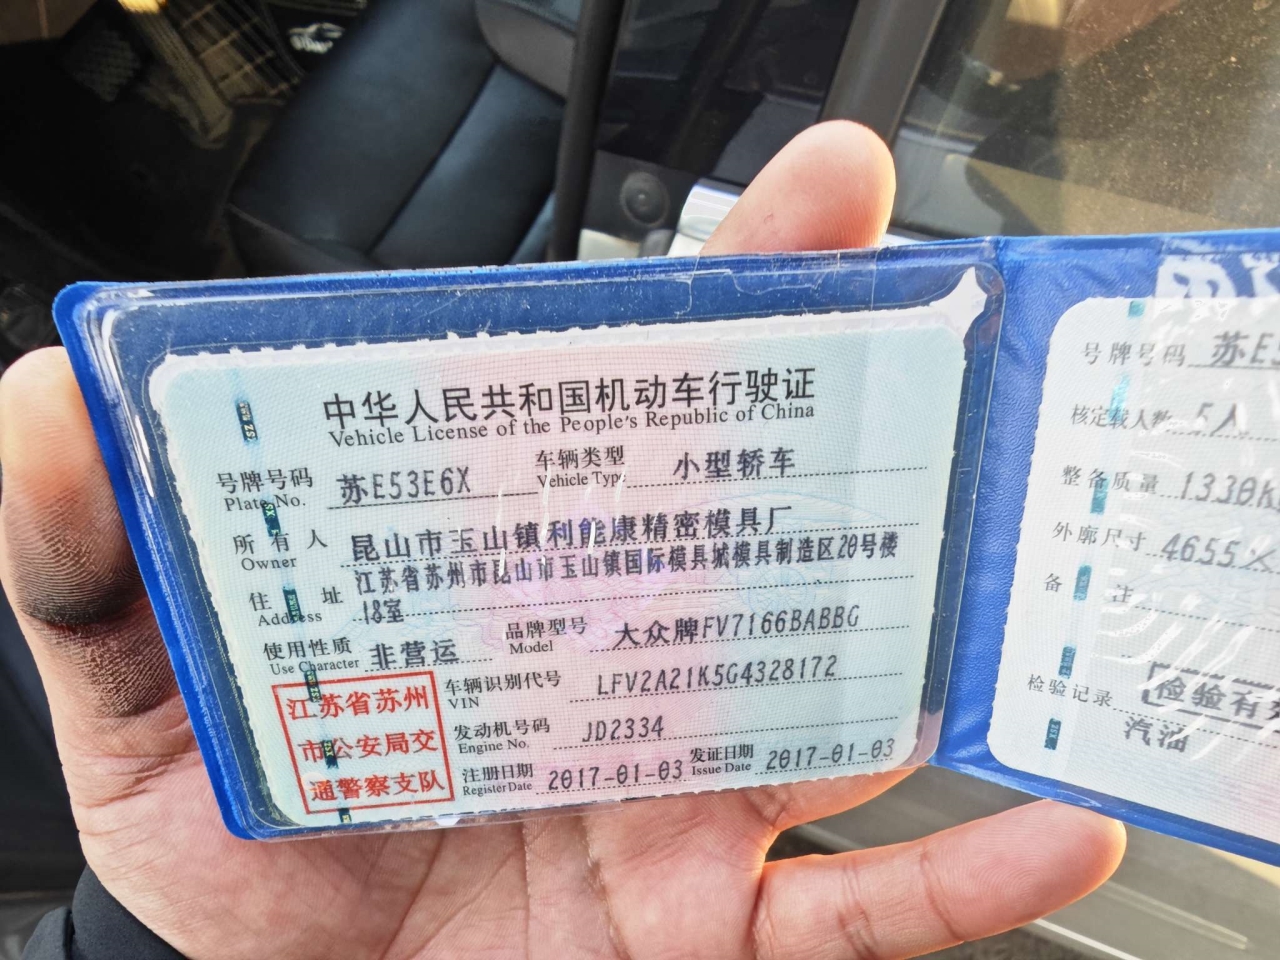 中华人民共和国机动车行驶证
Vehicle License of the People's Republic of China
号牌号码 苏E53E6X 车辆类型 小型轿车
Plate No. Vehicle Type
所有人 昆山市玉山镇利能康精密模具厂
Owner
住址 江苏省苏州市昆山市玉山镇国际模具城模具制造区20号楼
Address 18室
使用性质 非营运 品牌型号 大众牌FV7166BABBG
Use Character Model
车辆识别代号 LFV2A21K5G4328172
VIN
发动机号码 JD2334
Engine No.
注册日期 2017-01-03 发证日期 2017-01-03
Register Date Issue Date
江苏省苏州
市公安局交
通警察支队
号牌号码 苏E5
核定载人数 5人
整备质量 1330K
外廓尺寸 4655×
备注
检验记录 检验有效
汽油